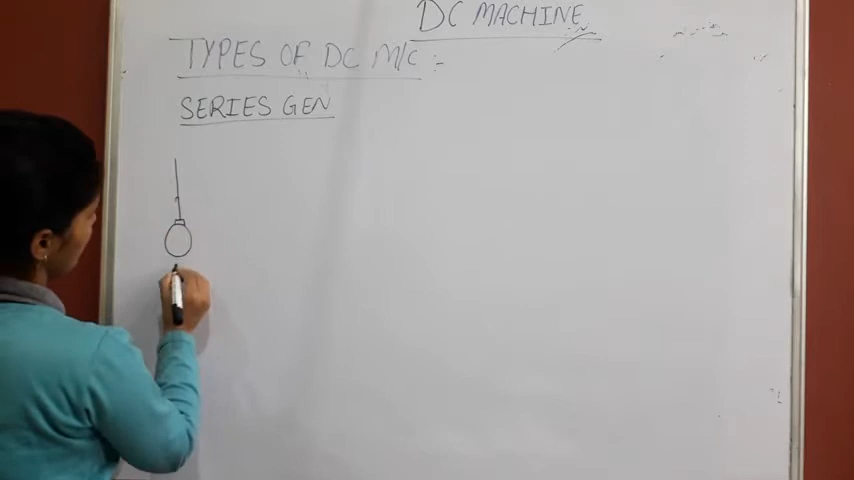 DC MACHINE
TYPES OF DC M/C :-
SERIES GEN